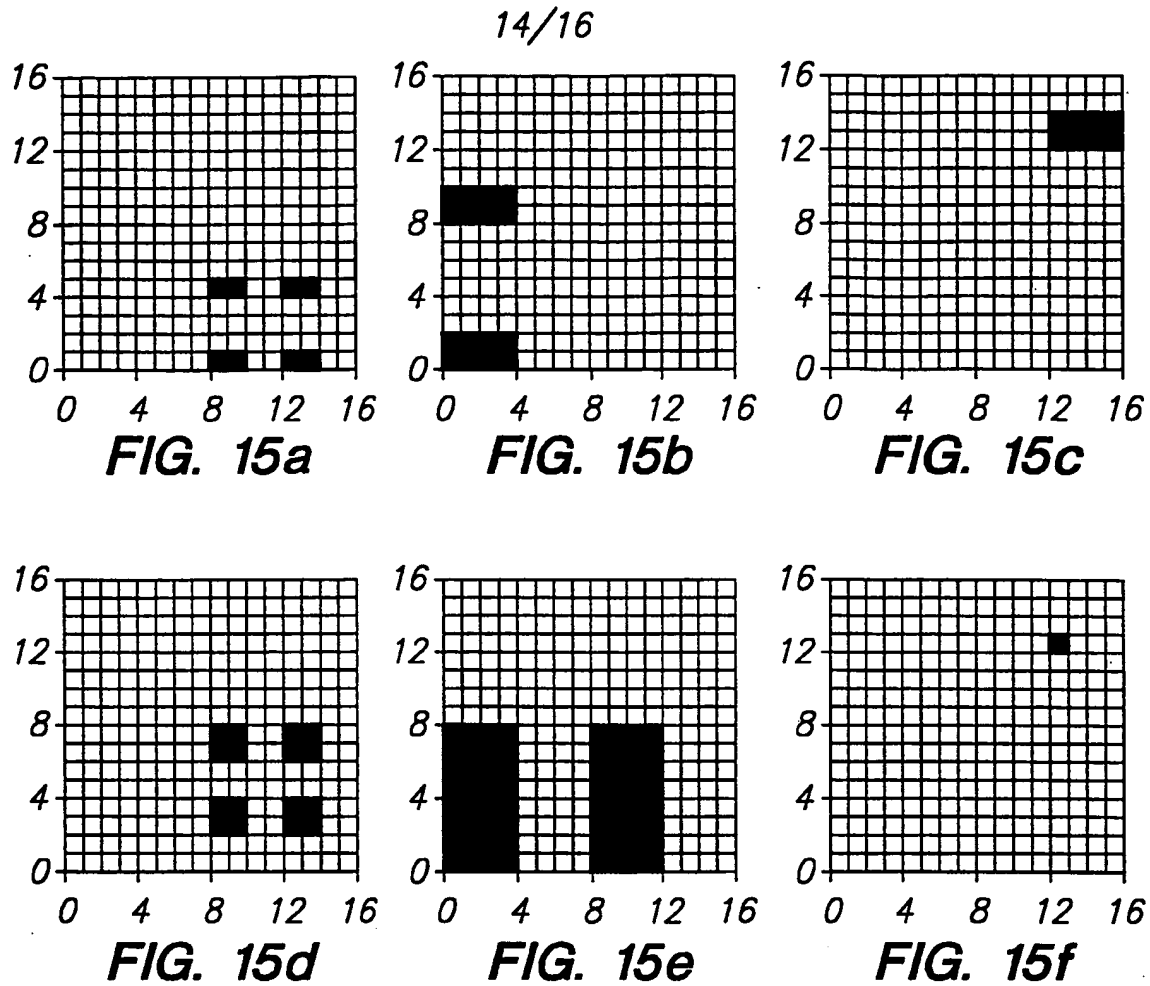 14/16
16 12 8 4 0
0 4 8 12 16
FIG. 15a
16 12 8 4 0
0 4 8 12 16
FIG. 15b
16 12 8 4 0
0 4 8 12 16
FIG. 15c
16 12 8 4 0
0 4 8 12 16
FIG. 15d
16 12 8 4 0
0 4 8 12 16
FIG. 15e
16 12 8 4 0
0 4 8 12 16
FIG. 15f